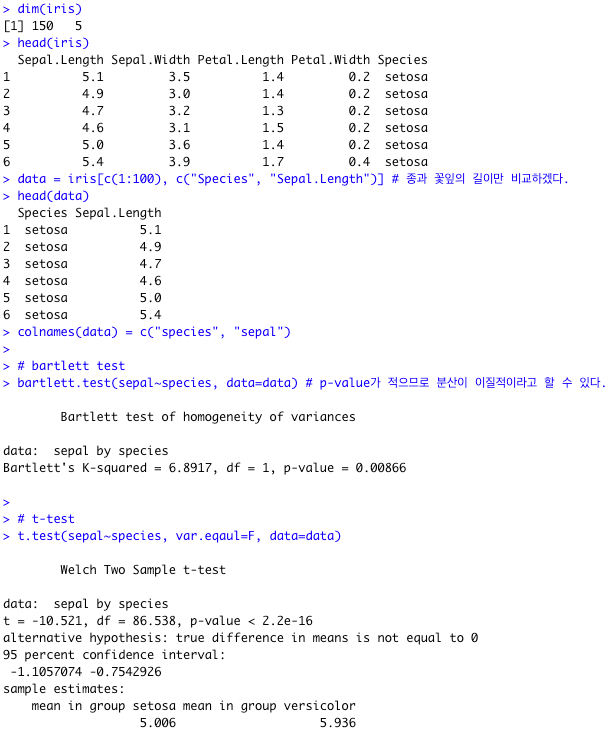 > dim(iris)
[1] 150   5
> head(iris)
  Sepal.Length Sepal.Width Petal.Length Petal.Width Species
1          5.1         3.5          1.4         0.2  setosa
2          4.9         3.0          1.4         0.2  setosa
3          4.7         3.2          1.3         0.2  setosa
4          4.6         3.1          1.5         0.2  setosa
5          5.0         3.6          1.4         0.2  setosa
6          5.4         3.9          1.7         0.4  setosa
> data = iris[c(1:100), c("Species", "Sepal.Length")] # 종과 꽃잎의 길이만 비교하겠다.
> head(data)
  Species Sepal.Length
1  setosa          5.1
2  setosa          4.9
3  setosa          4.7
4  setosa          4.6
5  setosa          5.0
6  setosa          5.4
> colnames(data) = c("species", "sepal")
>
> # bartlett test
> bartlett.test(sepal~species, data=data) # p-value가 적으므로 분산이 이질적이라고 할 수 있다.

	Bartlett test of homogeneity of variances

data:  sepal by species
Bartlett's K-squared = 6.8917, df = 1, p-value = 0.00866

>
> # t-test
> t.test(sepal~species, var.eqaul=F, data=data)

	Welch Two Sample t-test

data:  sepal by species
t = -10.521, df = 86.538, p-value < 2.2e-16
alternative hypothesis: true difference in means is not equal to 0
95 percent confidence interval:
 -1.1057074 -0.7542926
sample estimates:
    mean in group setosa mean in group versicolor
                   5.006                    5.936